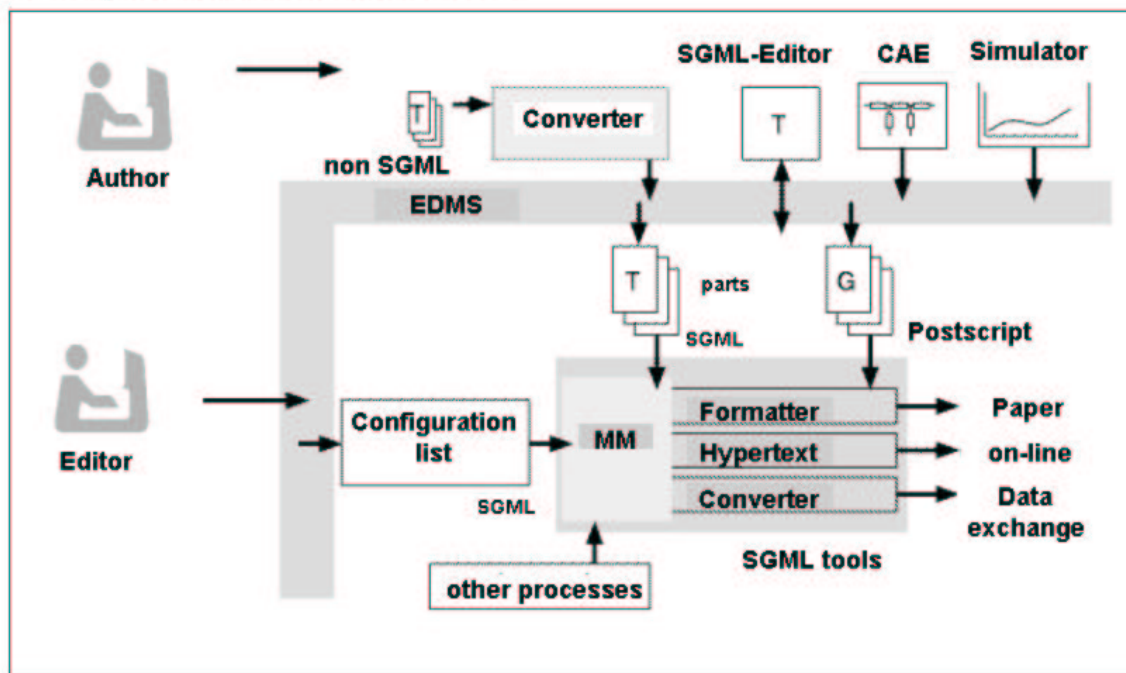 SGML-Editor
CAE
Simulator
T
Converter
T
non SGML
Author
EDMS
T
parts
G
SGML
Postscript
Configuration
list
MM
Formatter
Paper
Hypertext
on-line
Converter
Data
exchange
Editor
SGML
SGML tools
other processes